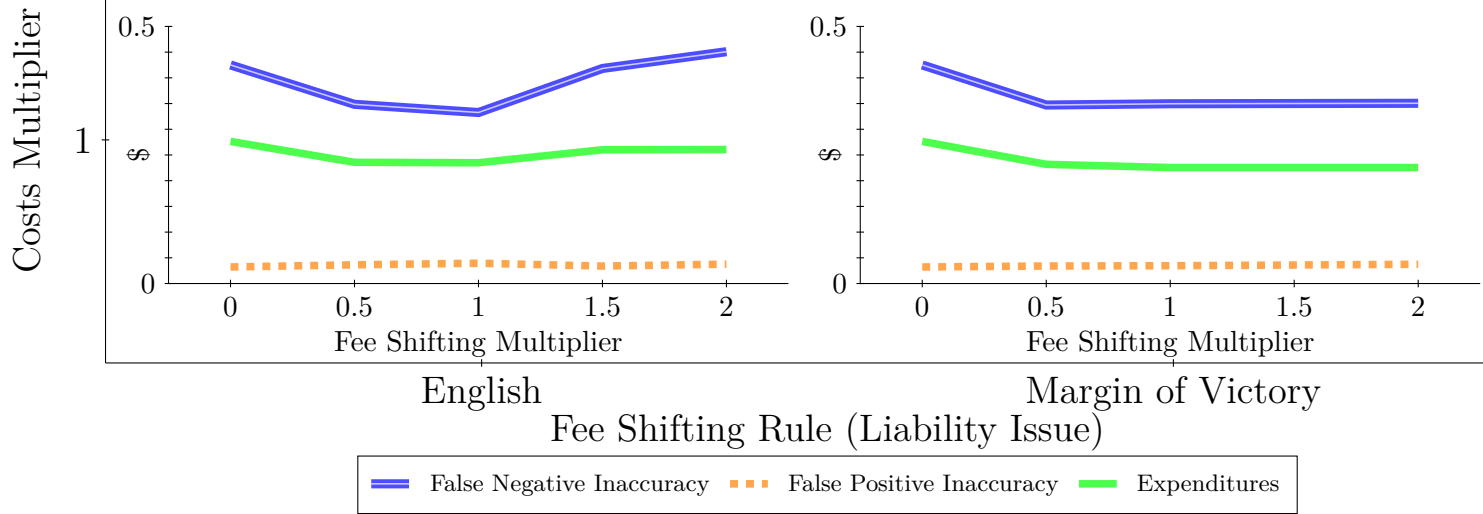 Costs Multiplier
1
0.5
$
0
0 0.5 1 1.5 2
Fee Shifting Multiplier
English
0.5
$
0
0 0.5 1 1.5 2
Fee Shifting Multiplier
Margin of Victory
Fee Shifting Rule (Liability Issue)
False Negative Inaccuracy False Positive Inaccuracy Expenditures